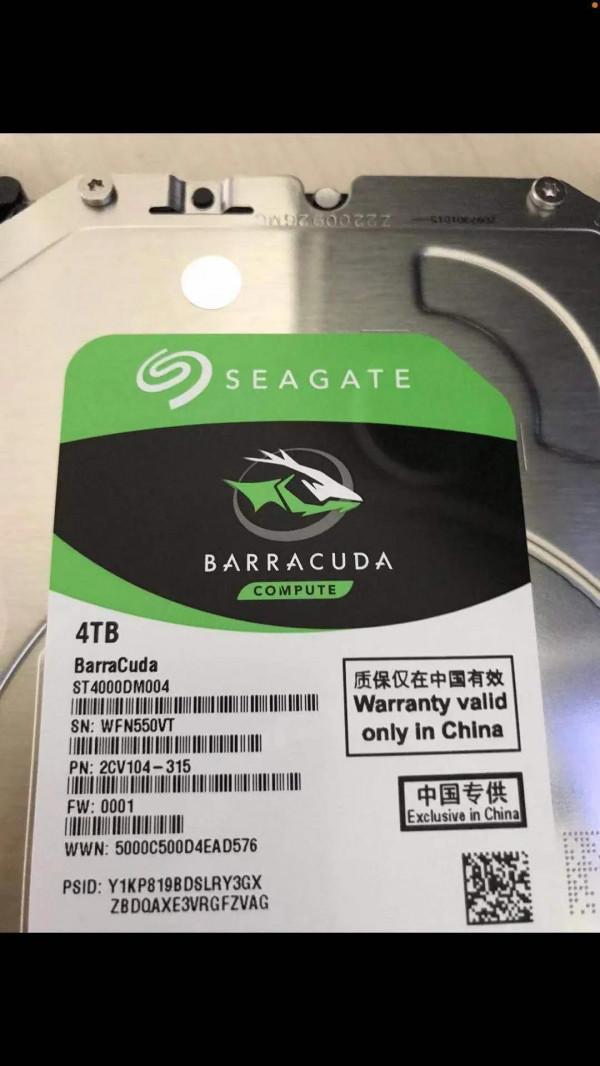 SEAGATE
BARRACUDA
COMPUTE
4TB
BarraCuda
ST4000DM004
SN: WFN550VT
PN: 2CV104-315
FW: 0001
WWN: 5000C500D4EAD576
PSID: Y1KP819BDSLRY3GX
ZBDQAXE3VRGFZVAG
质保仅在中国有效
Warranty valid
only in China
中国专供
Exclusive in China